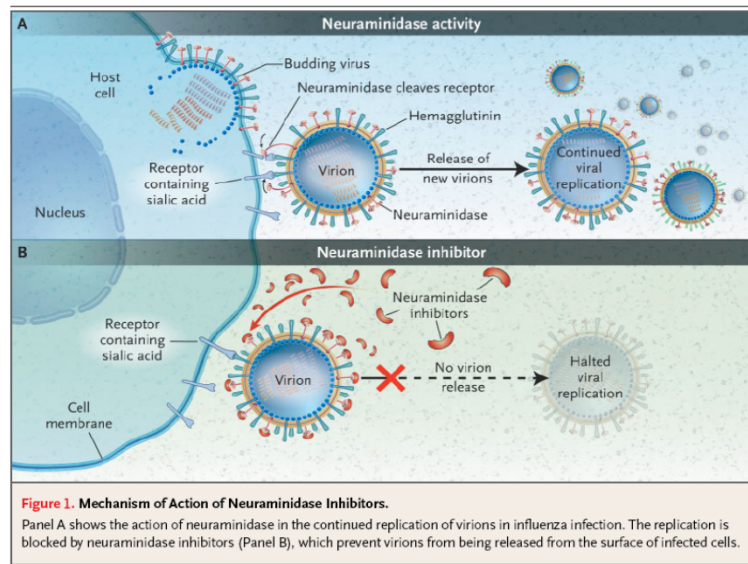 A
Neuraminidase activity
Host
cell
Budding virus
Neuraminidase cleaves receptor
Hemagglutinin
Receptor
containing
sialic acid
Virion
Release of
new virions
Continued
viral
replication
Neuraminidase
Nucleus
B
Neuraminidase inhibitor
Neuraminidase
inhibitors
Receptor
containing
sialic acid
Virion
No virion
release
Halted
viral
replication
Cell
membrane
Figure 1. Mechanism of Action of Neuraminidase Inhibitors.
Panel A shows the action of neuraminidase in the continued replication of virions in influenza infection. The replication is
blocked by neuraminidase inhibitors (Panel B), which prevent virions from being released from the surface of infected cells.